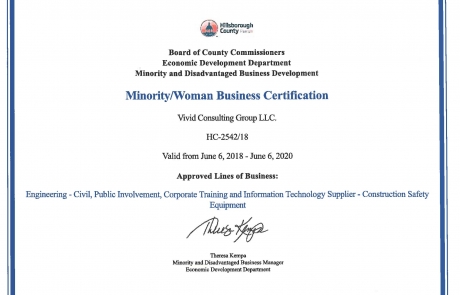 Hillsborough
County
Board of County Commissioners
Economic Development Department
Minority and Disadvantaged Business Development
Minority/Woman Business Certification
Vivid Consulting Group LLC.
HC-2542/18
Valid from June 6, 2018 - June 6, 2020
Approved Lines of Business:
Engineering - Civil, Public Involvement, Corporate Training and Information Technology Supplier - Construction Safety
Equipment
Theresa Kempa
Theresa Kempa
Minority and Disadvantaged Business Manager
Economic Development Department